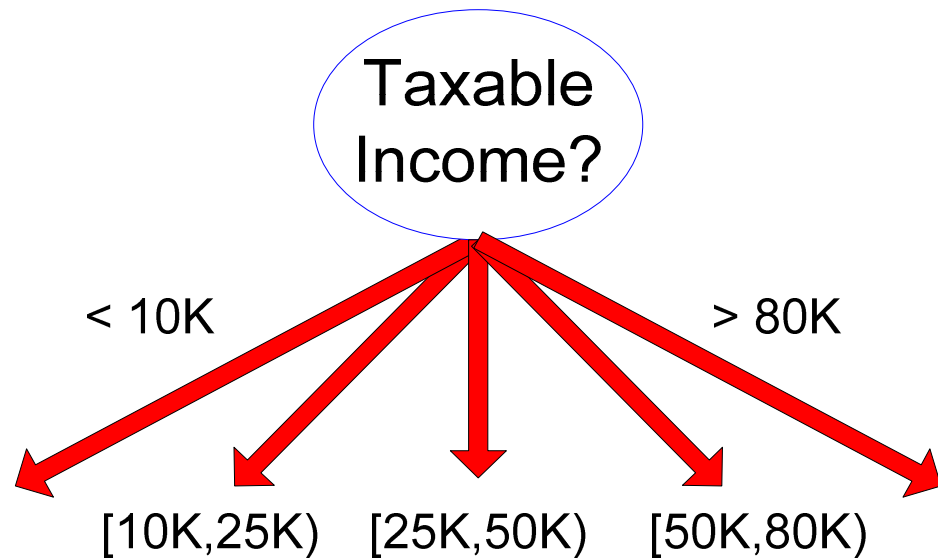 Taxable
Income?
< 10K
> 80K
[10K,25K)
[25K,50K)
[50K,80K)